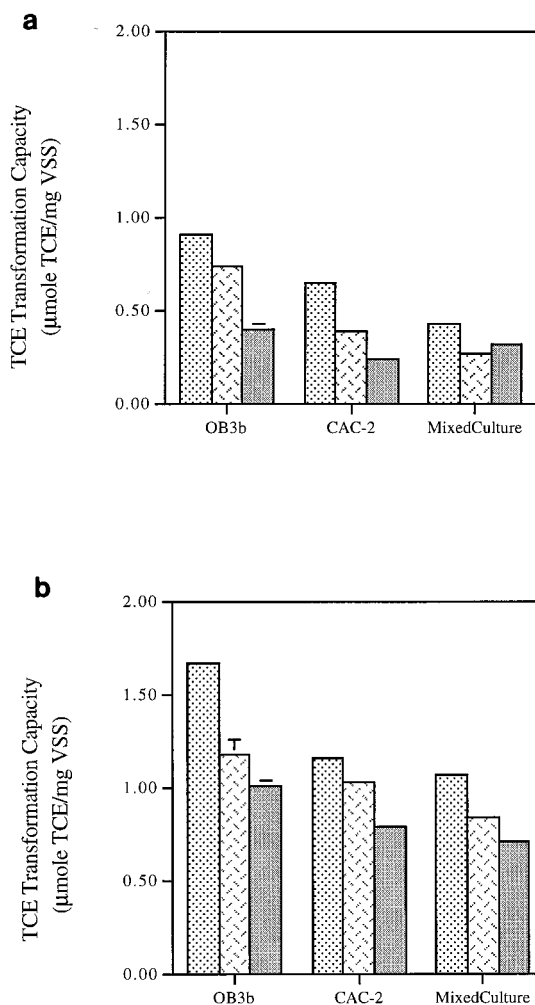 a
TCE Transformation Capacity
(μmole TCE/mg VSS)
2.00
1.50
1.00
0.50
0.00
OB3b
CAC-2
MixedCulture
b
TCE Transformation Capacity
(μmole TCE/mg VSS)
2.00
1.50
1.00
0.50
0.00
OB3b
CAC-2
MixedCulture